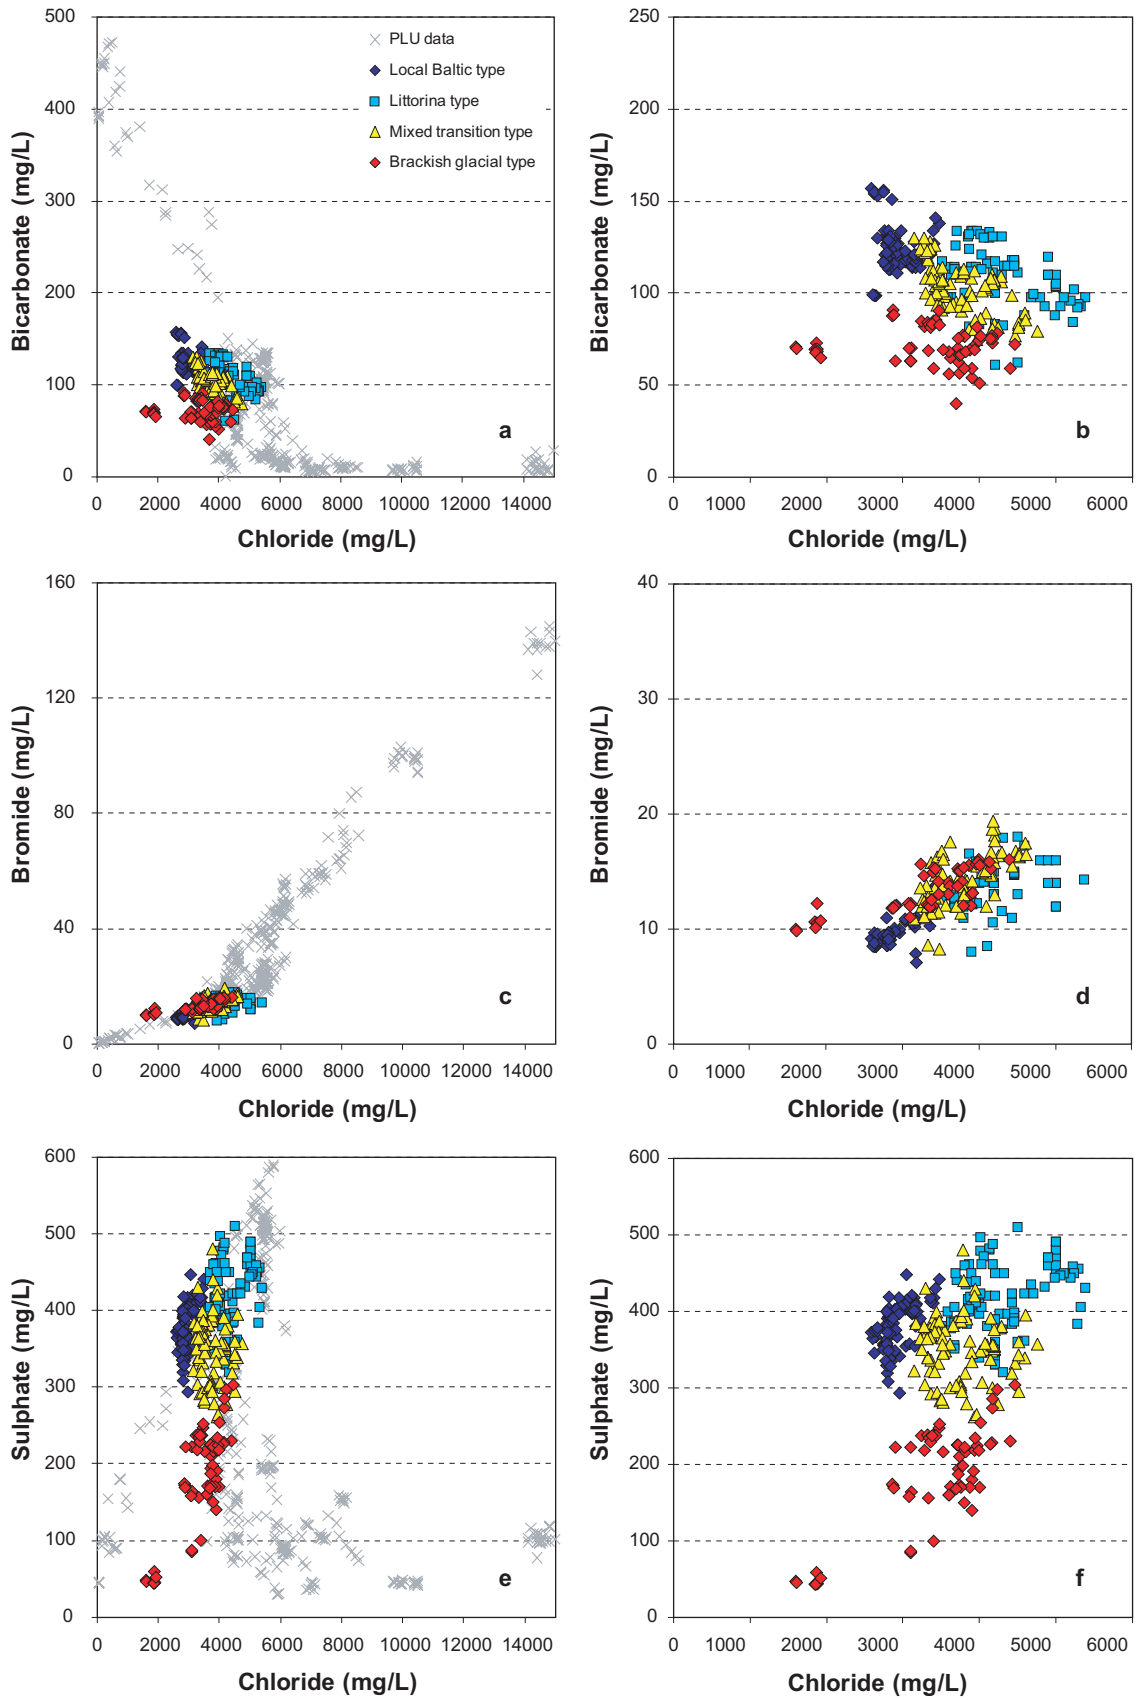 500
400
300
200
100
0
Bicarbonate (mg/L)
PLU data
Local Baltic type
Littorina type
Mixed transition type
Brackish glacial type
a
0 2000 4000 6000 8000 10000 12000 14000
Chloride (mg/L)
250
200
150
100
50
0
Bicarbonate (mg/L)
b
0 1000 2000 3000 4000 5000 6000
Chloride (mg/L)
160
120
80
40
0
Bromide (mg/L)
c
0 2000 4000 6000 8000 10000 12000 14000
Chloride (mg/L)
40
30
20
10
0
Bromide (mg/L)
d
0 1000 2000 3000 4000 5000 6000
Chloride (mg/L)
600
500
400
300
200
100
0
Sulphate (mg/L)
e
0 2000 4000 6000 8000 10000 12000 14000
Chloride (mg/L)
600
500
400
300
200
100
0
Sulphate (mg/L)
f
0 1000 2000 3000 4000 5000 6000
Chloride (mg/L)